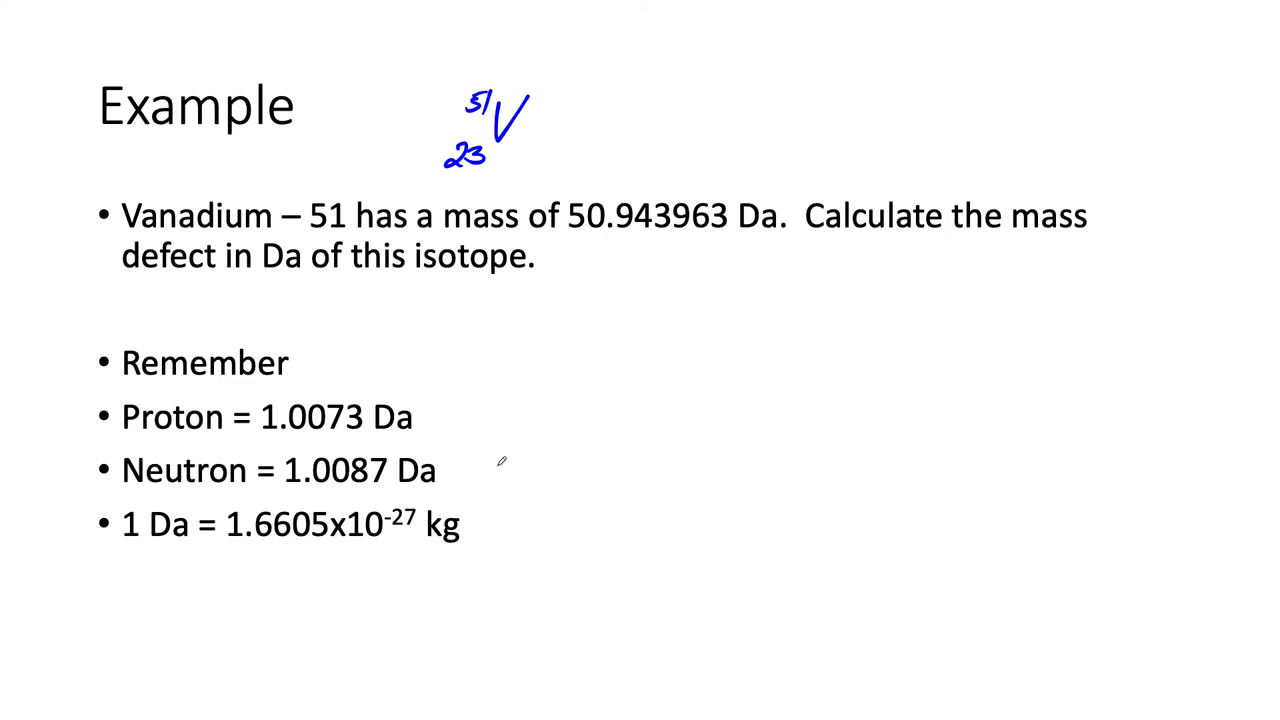 Example
51
V
23
• Vanadium – 51 has a mass of 50.943963 Da.  Calculate the mass
defect in Da of this isotope.
• Remember
• Proton = 1.0073 Da
• Neutron = 1.0087 Da
• 1 Da = 1.6605x10⁻²⁷ kg